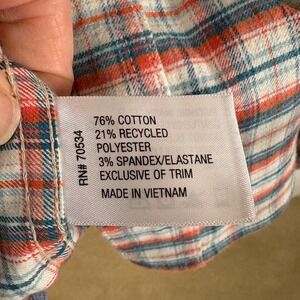 76% COTTON
21% RECYCLED
POLYESTER
3% SPANDEX/ELASTANE
EXCLUSIVE OF TRIM
MADE IN VIETNAM
RN# 70534